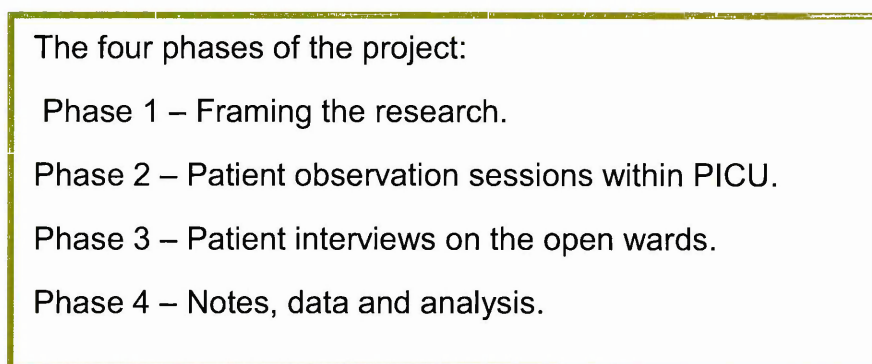 The four phases of the project:
Phase 1 – Framing the research.
Phase 2 – Patient observation sessions within PICU.
Phase 3 – Patient interviews on the open wards.
Phase 4 – Notes, data and analysis.